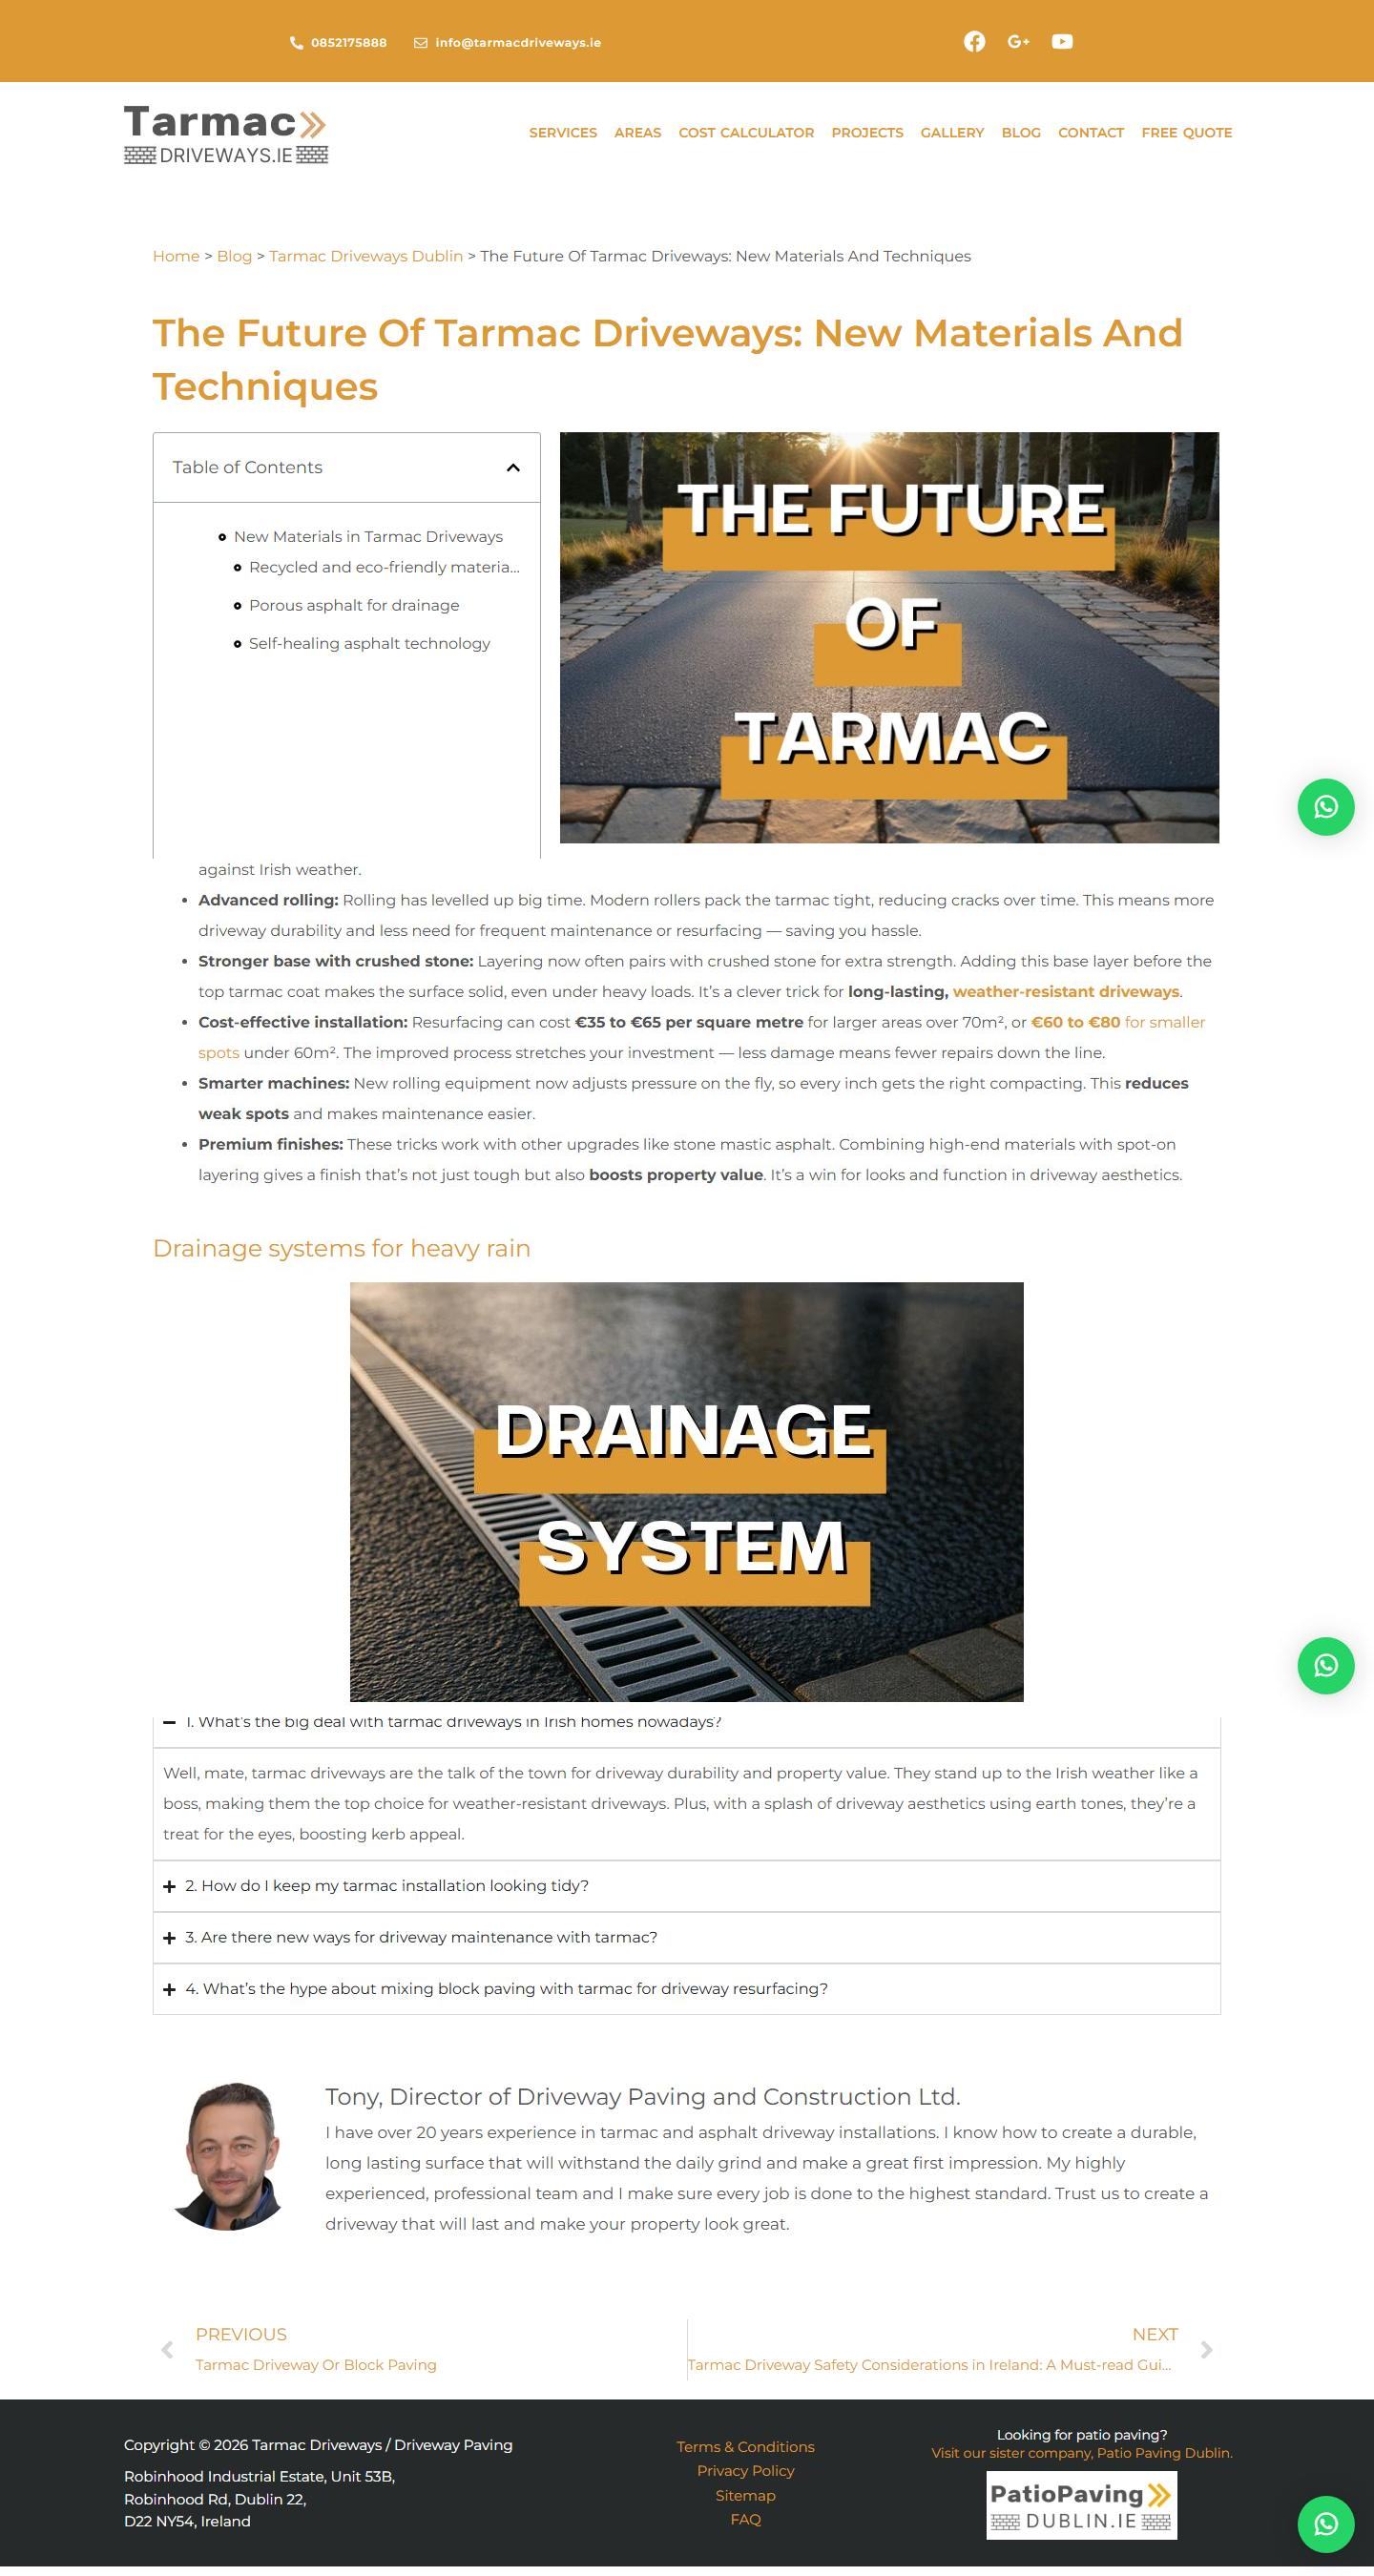 0852175888
info@tarmacdriveways.ie
Tarmac
DRIVEWAYS.IE
SERVICES AREAS COST CALCULATOR PROJECTS GALLERY BLOG CONTACT FREE QUOTE
Home > Blog > Tarmac Driveways Dublin > The Future Of Tarmac Driveways: New Materials And Techniques
The Future Of Tarmac Driveways: New Materials And
Techniques
Table of Contents
New Materials in Tarmac Driveways
Recycled and eco-friendly materia...
Porous asphalt for drainage
Self-healing asphalt technology
THE FUTURE
OF
TARMAC
against Irish weather.
Advanced rolling: Rolling has levelled up big time. Modern rollers pack the tarmac tight, reducing cracks over time. This means more
driveway durability and less need for frequent maintenance or resurfacing — saving you hassle.
Stronger base with crushed stone: Layering now often pairs with crushed stone for extra strength. Adding this base layer before the
top tarmac coat makes the surface solid, even under heavy loads. It’s a clever trick for long-lasting, weather-resistant driveways.
Cost-effective installation: Resurfacing can cost €35 to €65 per square metre for larger areas over 70m², or €60 to €80 for smaller
spots under 60m². The improved process stretches your investment — less damage means fewer repairs down the line.
Smarter machines: New rolling equipment now adjusts pressure on the fly, so every inch gets the right compacting. This reduces
weak spots and makes maintenance easier.
Premium finishes: These tricks work with other upgrades like stone mastic asphalt. Combining high-end materials with spot-on
layering gives a finish that’s not just tough but also boosts property value. It’s a win for looks and function in driveway aesthetics.
Drainage systems for heavy rain
DRAINAGE
SYSTEM
1. What’s the big deal with tarmac driveways in Irish homes nowadays?
Well, mate, tarmac driveways are the talk of the town for driveway durability and property value. They stand up to the Irish weather like a
boss, making them the top choice for weather-resistant driveways. Plus, with a splash of driveway aesthetics using earth tones, they’re a
treat for the eyes, boosting kerb appeal.
2. How do I keep my tarmac installation looking tidy?
3. Are there new ways for driveway maintenance with tarmac?
4. What’s the hype about mixing block paving with tarmac for driveway resurfacing?
Tony, Director of Driveway Paving and Construction Ltd.
I have over 20 years experience in tarmac and asphalt driveway installations. I know how to create a durable,
long lasting surface that will withstand the daily grind and make a great first impression. My highly
experienced, professional team and I make sure every job is done to the highest standard. Trust us to create a
driveway that will last and make your property look great.
PREVIOUS
Tarmac Driveway Or Block Paving
NEXT
Tarmac Driveway Safety Considerations in Ireland: A Must-read Gui...
Copyright © 2026 Tarmac Driveways / Driveway Paving
Robinhood Industrial Estate, Unit 53B,
Robinhood Rd, Dublin 22,
D22 NY54, Ireland
Terms & Conditions
Privacy Policy
Sitemap
FAQ
Looking for patio paving?
Visit our sister company, Patio Paving Dublin.
PatioPaving
DUBLIN.IE